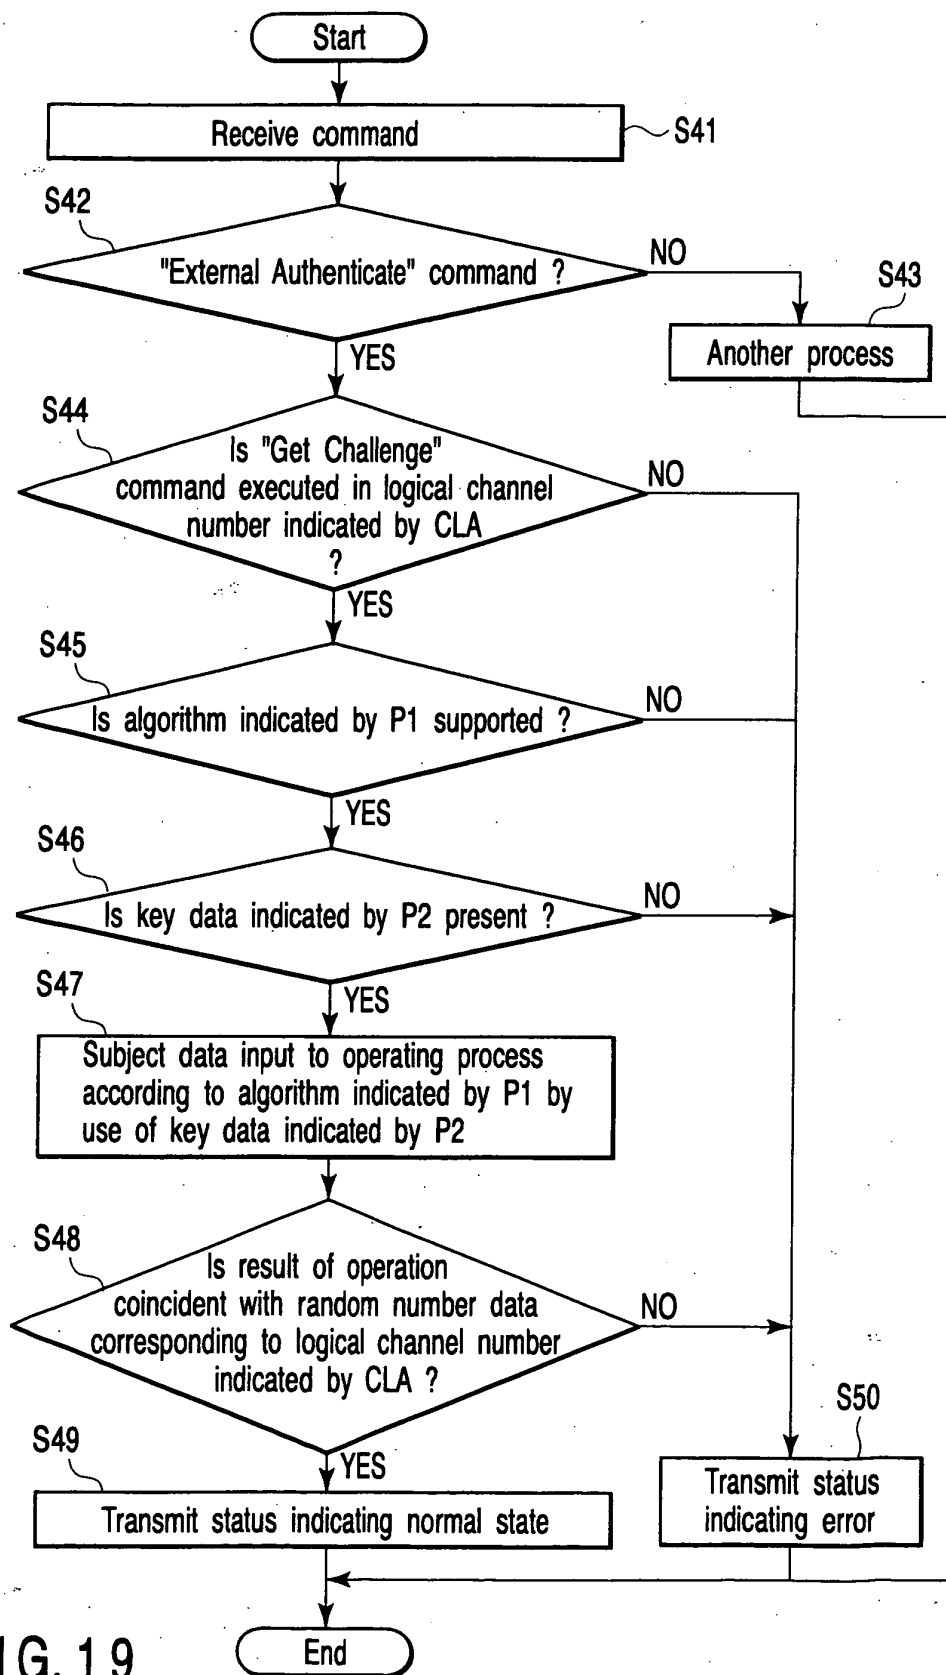 Start
Receive command
S41
S42
"External Authenticate" command ?
NO
S43
Another process
YES
S44
Is "Get Challenge"
command executed in logical channel
number indicated by CLA
?
NO
YES
S45
Is algorithm indicated by P1 supported ?
NO
YES
S46
Is key data indicated by P2 present ?
NO
YES
S47
Subject data input to operating process
according to algorithm indicated by P1 by
use of key data indicated by P2
S48
Is result of operation
coincident with random number data
corresponding to logical channel number
indicated by CLA ?
NO
S50
S49
YES
Transmit status
indicating error
Transmit status indicating normal state
End
IG. 19